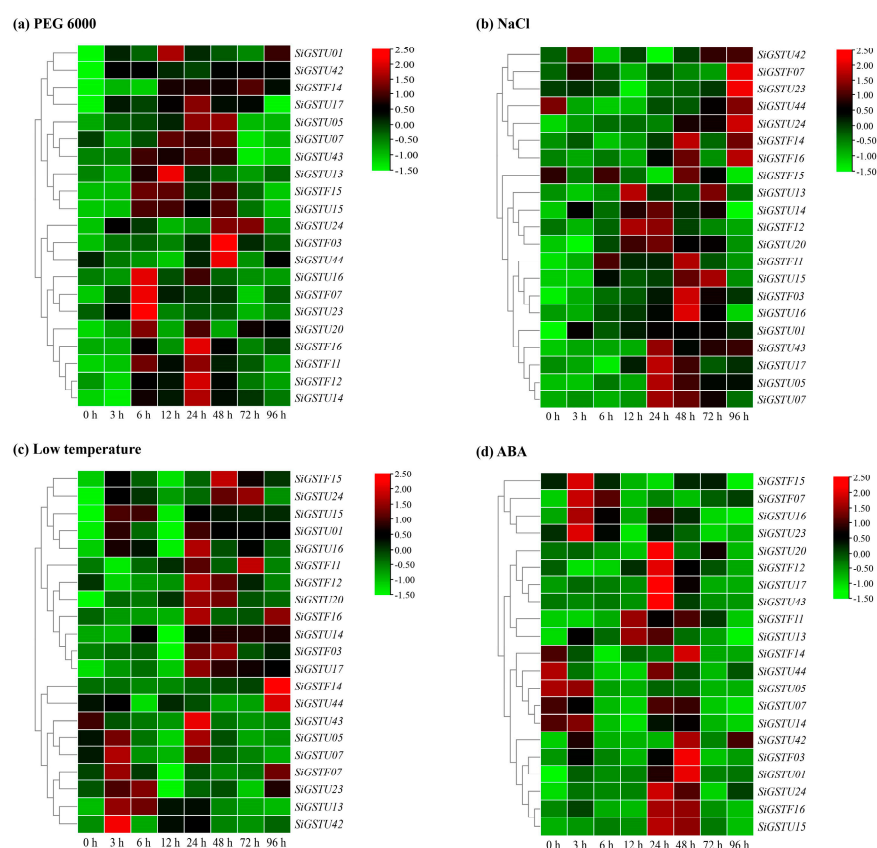 (a) PEG 6000
SiGSTU01
SiGSTU42
SiGSTF14
SiGSTU17
SiGSTU05
SiGSTU07
SiGSTU43
SiGSTU13
SiGSTF15
SiGSTU15
SiGSTU24
SiGSTF03
SiGSTU44
SiGSTU16
SiGSTF07
SiGSTU23
SiGSTU20
SiGSTF16
SiGSTF11
SiGSTF12
SiGSTU14
0 h 3 h 6 h 12 h 24 h 48 h 72 h 96 h
2.50
2.00
1.50
1.00
0.50
0.00
-0.50
-1.00
-1.50
(b) NaCl
SiGSTU42
SiGSTF07
SiGSTU23
SiGSTU44
SiGSTU24
SiGSTF14
SiGSTF16
SiGSTF15
SiGSTU13
SiGSTU14
SiGSTF12
SiGSTU20
SiGSTF11
SiGSTU15
SiGSTF03
SiGSTU16
SiGSTU01
SiGSTU43
SiGSTU17
SiGSTU05
SiGSTU07
0 h 3 h 6 h 12 h 24 h 48 h 72 h 96 h
2.50
2.00
1.50
1.00
0.50
0.00
-0.50
-1.00
-1.50
(c) Low temperature
SiGSTF15
SiGSTU24
SiGSTU15
SiGSTU01
SiGSTU16
SiGSTF11
SiGSTF12
SiGSTU20
SiGSTF16
SiGSTU14
SiGSTF03
SiGSTU17
SiGSTF14
SiGSTU44
SiGSTU43
SiGSTU05
SiGSTU07
SiGSTF07
SiGSTU23
SiGSTU13
SiGSTU42
0 h 3 h 6 h 12 h 24 h 48 h 72 h 96 h
2.50
2.00
1.50
1.00
0.50
0.00
-0.50
-1.00
-1.50
(d) ABA
SiGSTF15
SiGSTF07
SiGSTU16
SiGSTU23
SiGSTU20
SiGSTF12
SiGSTU17
SiGSTU43
SiGSTF11
SiGSTU13
SiGSTF14
SiGSTU44
SiGSTU05
SiGSTU07
SiGSTU14
SiGSTU42
SiGSTF03
SiGSTU01
SiGSTU24
SiGSTF16
SiGSTU15
0 h 3 h 6 h 12 h 24 h 48 h 72 h 96 h
2.50
2.00
1.50
1.00
0.50
0.00
-0.50
-1.00
-1.50